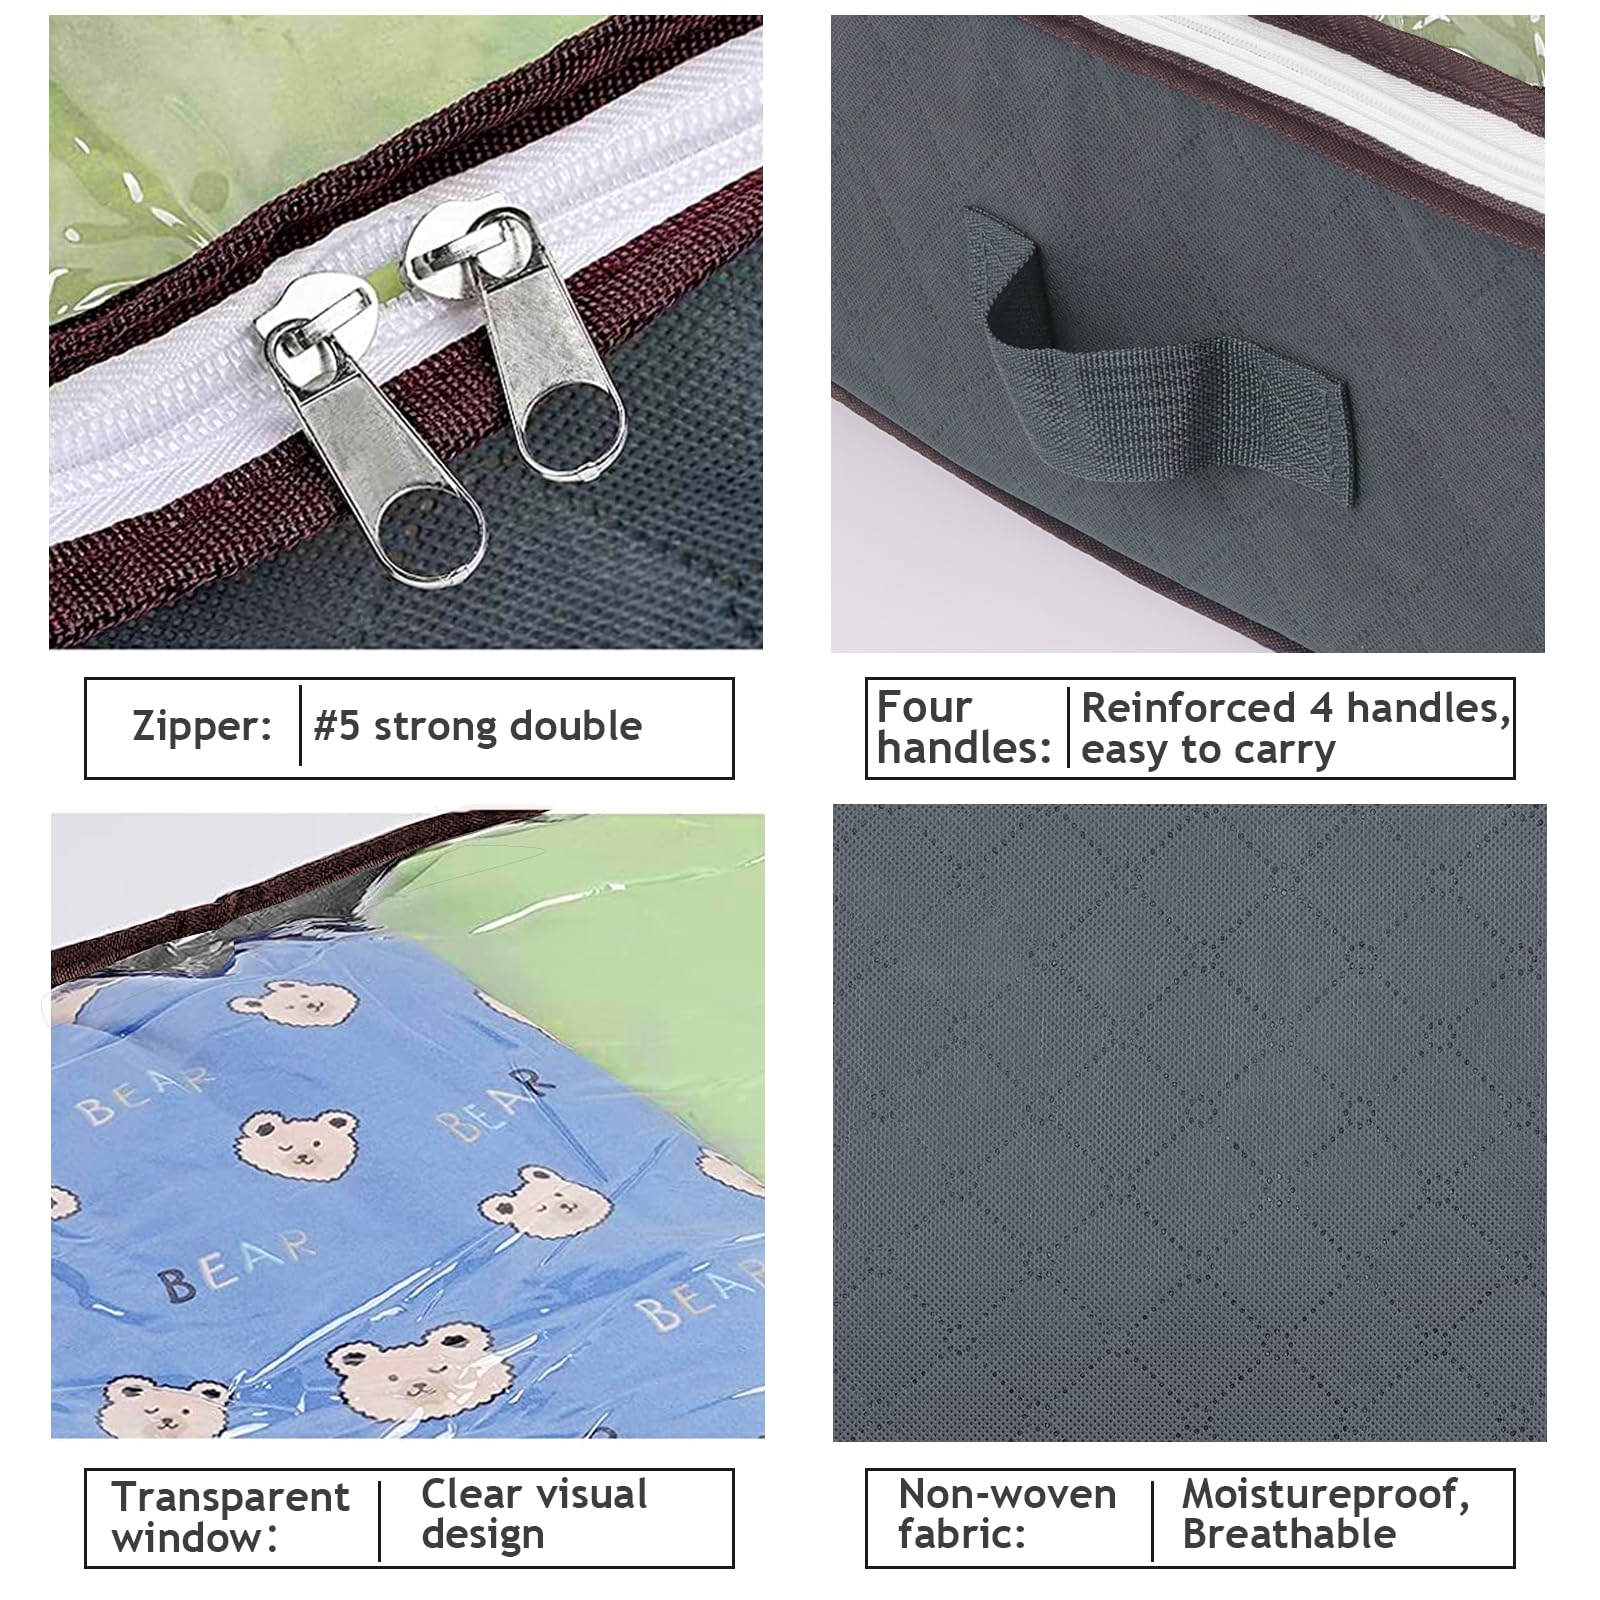 Zipper: #5 strong double
Four handles: Reinforced 4 handles,
easy to carry
BEAR
BEAR
BEAR
BEAR
Transparent window: Clear visual
design
Non-woven fabric: Moistureproof,
Breathable